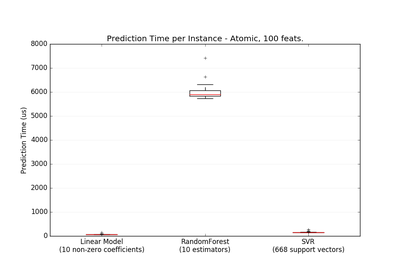 Prediction Time per Instance - Atomic, 100 feats.
8000
7000
6000
5000
4000
3000
2000
1000
0
Prediction Time (us)
Linear Model
(10 non-zero coefficients)
RandomForest
(10 estimators)
SVR
(668 support vectors)